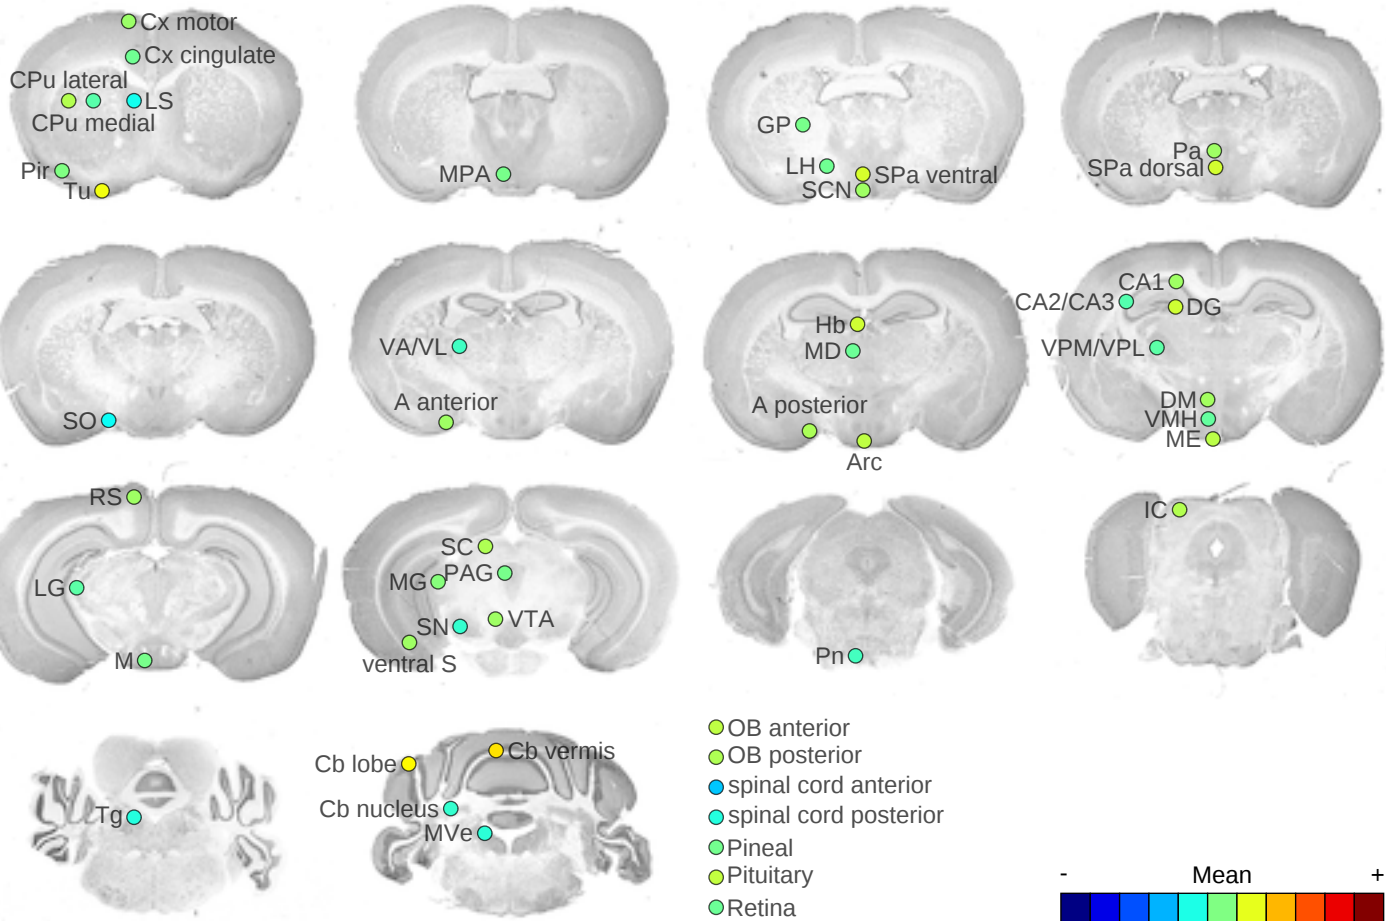 Cx motor
Cx cingulate
CPu lateral
LS
CPu medial
Pir
Tu
MPA
GP
LH
SPa ventral
SCN
Pa
SPa dorsal
SO
VA/VL
A anterior
Hb
MD
A posterior
Arc
CA1
CA2/CA3
DG
VPM/VPL
DM
VMH
ME
RS
LG
M
SC
MG
PAG
SN
VTA
ventral S
Pn
IC
Tg
Cb lobe
Cb vermis
Cb nucleus
MVe
OB anterior
OB posterior
spinal cord anterior
spinal cord posterior
Pineal
Pituitary
Retina
- Mean +